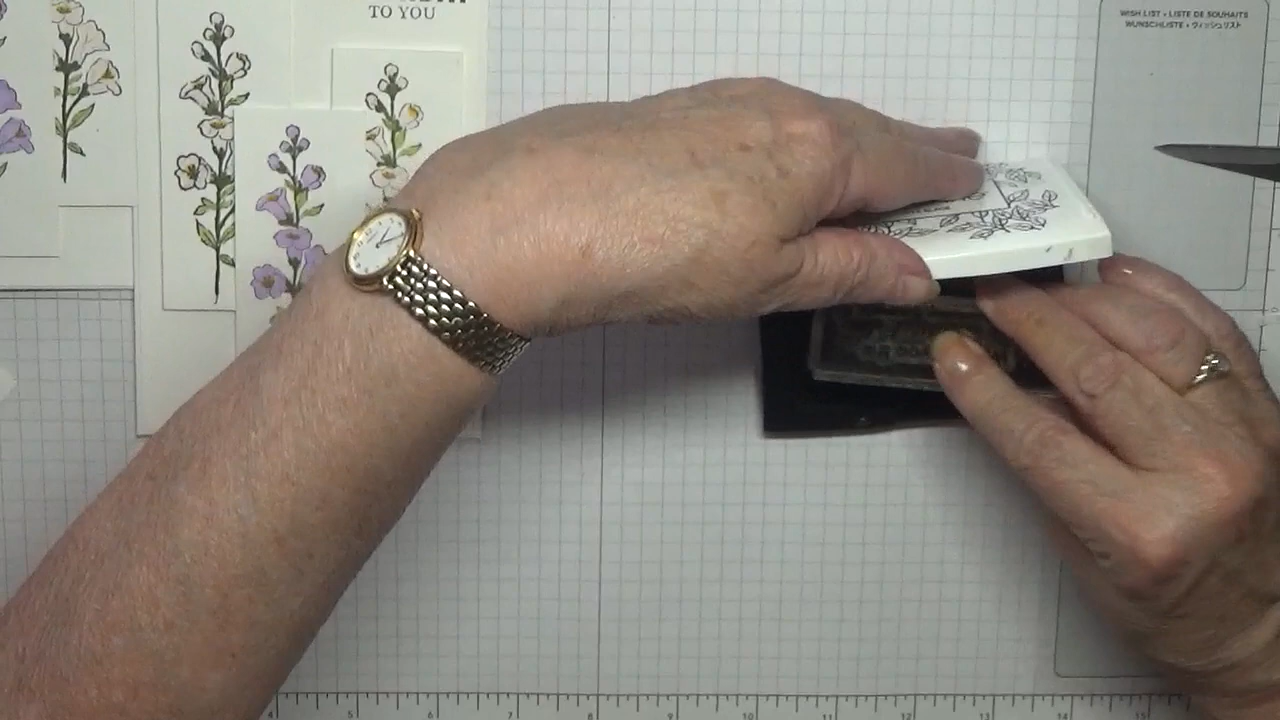 TO YOU
WISH LIST • LISTE DE SOUHAITS
WUNSCHLISTE • ウィッシュリスト
BLACK
4 5 6 7 8 9 10 11 12 13 14 15